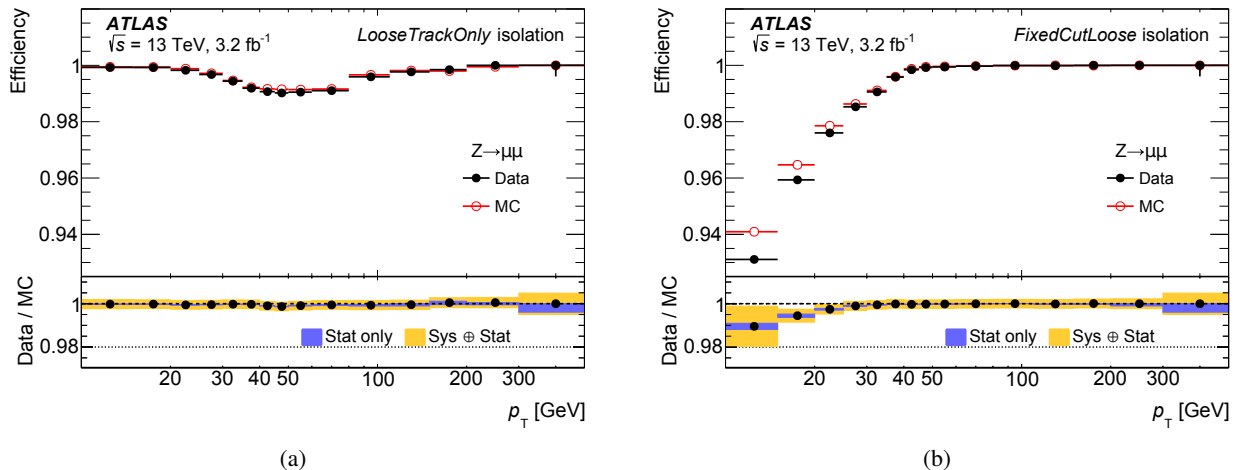 ATLAS
√s = 13 TeV, 3.2 fb⁻¹
LooseTrackOnly isolation
Efficiency
1
0.98
0.96
0.94
Z→μμ
Data
MC
Data / MC
1
0.98
Stat only
Sys ⊕ Stat
20 30 40 50 100 200 300
p_T [GeV]
(a)
ATLAS
√s = 13 TeV, 3.2 fb⁻¹
FixedCutLoose isolation
Efficiency
1
0.98
0.96
0.94
Z→μμ
Data
MC
Data / MC
1
0.98
Stat only
Sys ⊕ Stat
20 30 40 50 100 200 300
p_T [GeV]
(b)